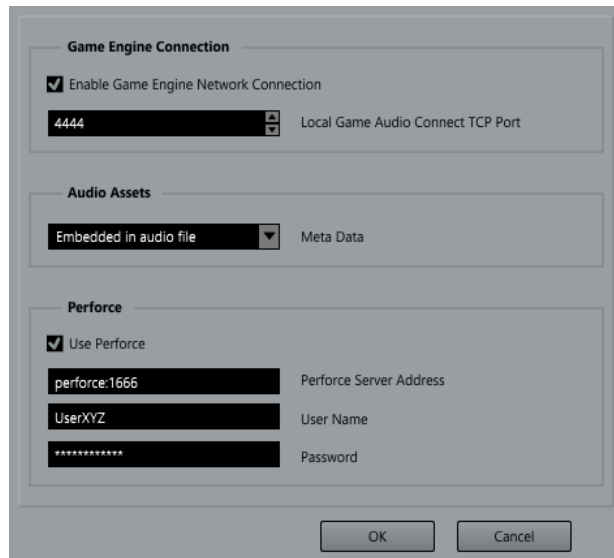 Game Engine Connection
Enable Game Engine Network Connection
4444 Local Game Audio Connect TCP Port
Audio Assets
Embedded in audio file Meta Data
Perforce
Use Perforce
perforce:1666 Perforce Server Address
UserXYZ User Name
************ Password
OK Cancel